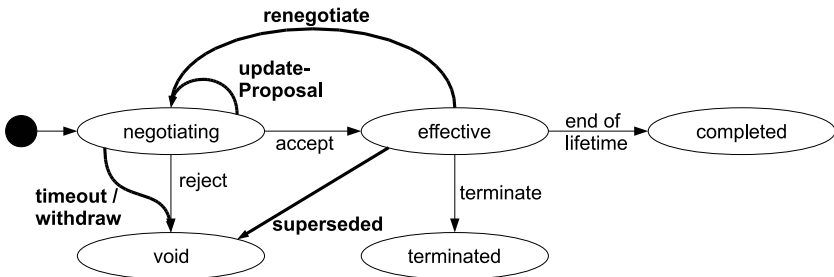 renegotiate
update-
Proposal
negotiating
accept
effective
end of
lifetime
completed
reject
timeout /
withdraw
terminate
superseded
void
terminated